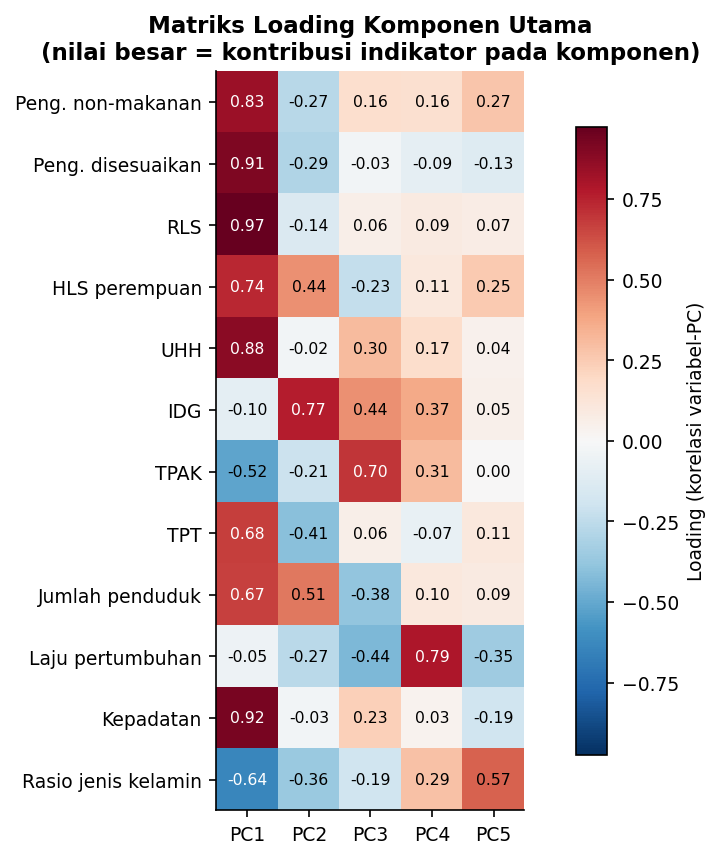 Matriks Loading Komponen Utama
(nilai besar = kontribusi indikator pada komponen)
Peng. non-makanan 0.83 -0.27 0.16 0.16 0.27
Peng. disesuaikan 0.91 -0.29 -0.03 -0.09 -0.13
RLS 0.97 -0.14 0.06 0.09 0.07
HLS perempuan 0.74 0.44 -0.23 0.11 0.25
UHH 0.88 -0.02 0.30 0.17 0.04
IDG -0.10 0.77 0.44 0.37 0.05
TPAK -0.52 -0.21 0.70 0.31 0.00
TPT 0.68 -0.41 0.06 -0.07 0.11
Jumlah penduduk 0.67 0.51 -0.38 0.10 0.09
Laju pertumbuhan -0.05 -0.27 -0.44 0.79 -0.35
Kepadatan 0.92 -0.03 0.23 0.03 -0.19
Rasio jenis kelamin -0.64 -0.36 -0.19 0.29 0.57
PC1 PC2 PC3 PC4 PC5
0.75
0.50
0.25
0.00
−0.25
−0.50
−0.75
Loading (korelasi variabel-PC)